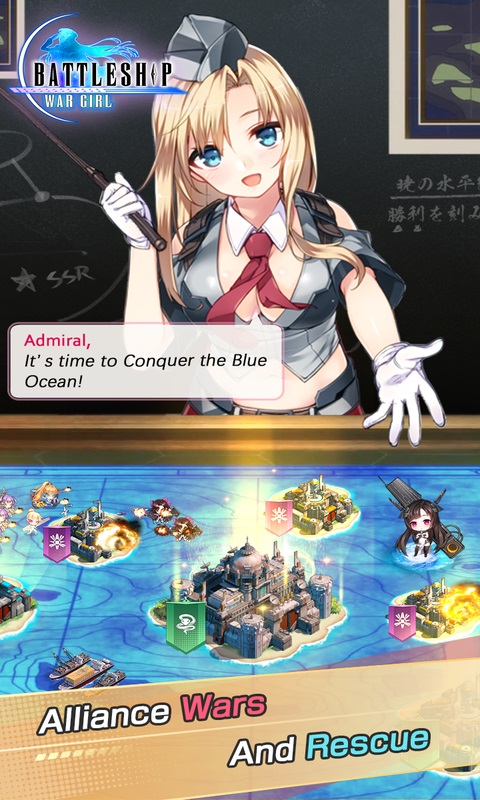 BATTLESHIP
WAR GIRL
暁の水平線
勝利を刻み
SSR
Admiral,
It's time to Conquer the Blue
Ocean!
Alliance Wars
And Rescue